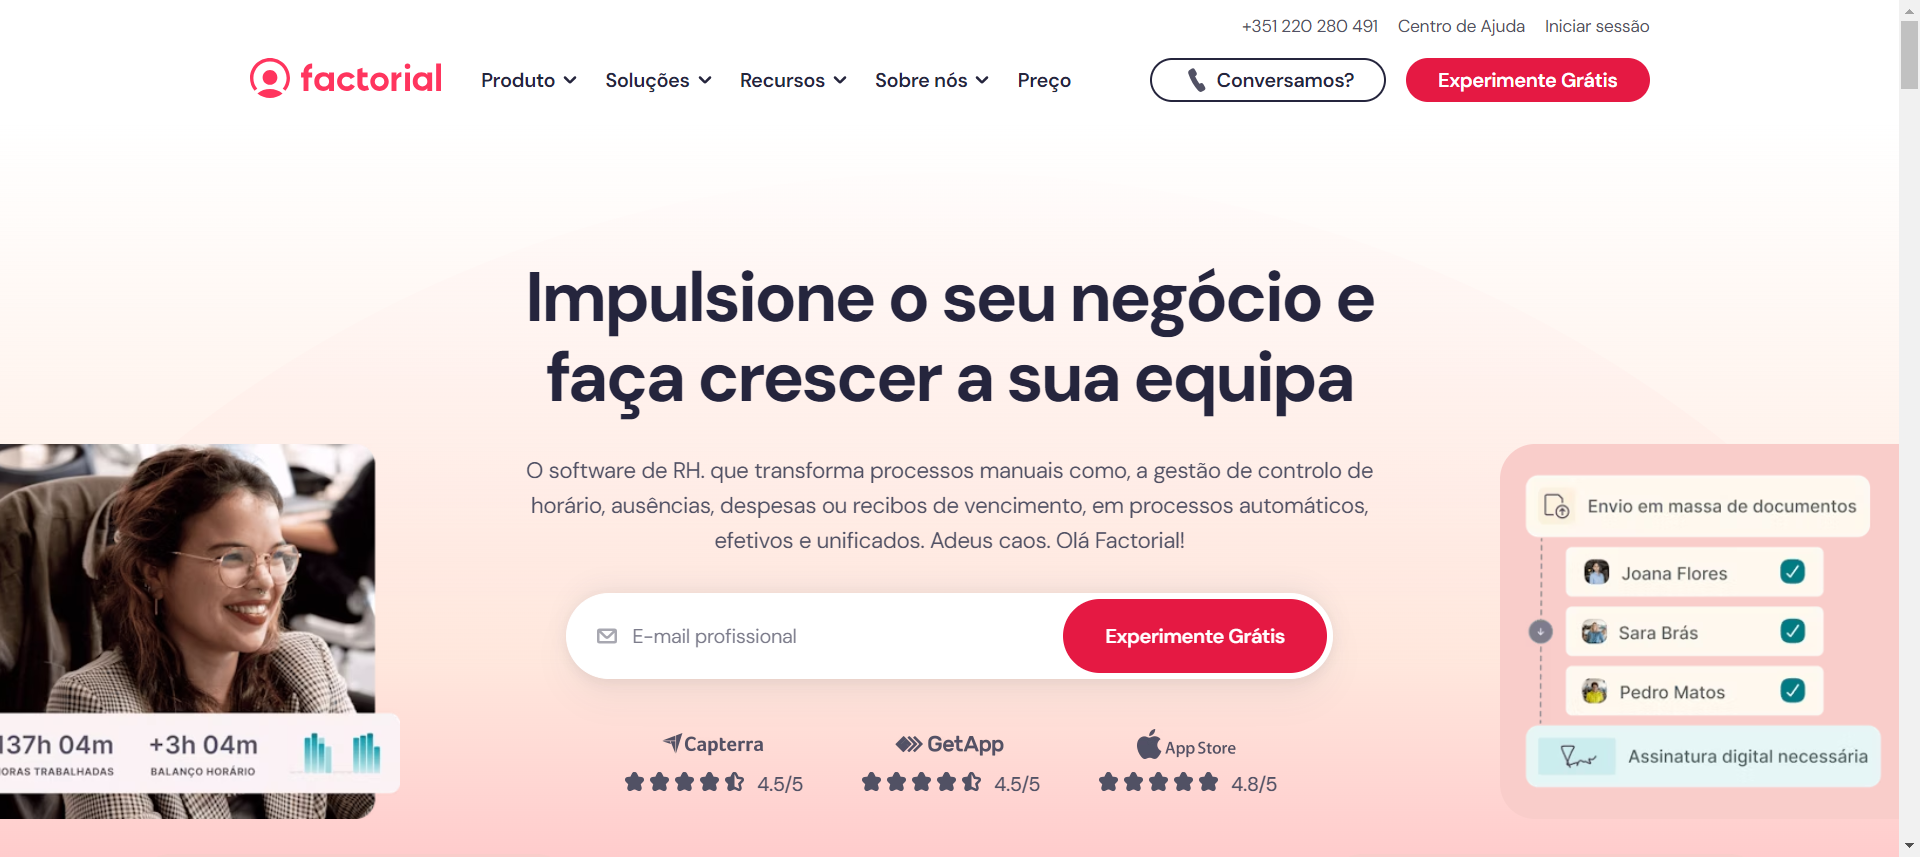 +351 220 280 491 Centro de Ajuda Iniciar sessão
factorial Produto Soluções Recursos Sobre nós Preço Conversamos? Experimente Grátis
Impulsione o seu negócio e
faça crescer a sua equipa
O software de RH. que transforma processos manuais como, a gestão de controlo de
horário, ausências, despesas ou recibos de vencimento, em processos automáticos,
efetivos e unificados. Adeus caos. Olá Factorial!
E-mail profissional Experimente Grátis
Capterra GetApp App Store
4.5/5 4.5/5 4.8/5
137h 04m +3h 04m
HORAS TRABALHADAS BALANÇO HORÁRIO
Envio em massa de documentos
Joana Flores
Sara Brás
Pedro Matos
Assinatura digital necessária